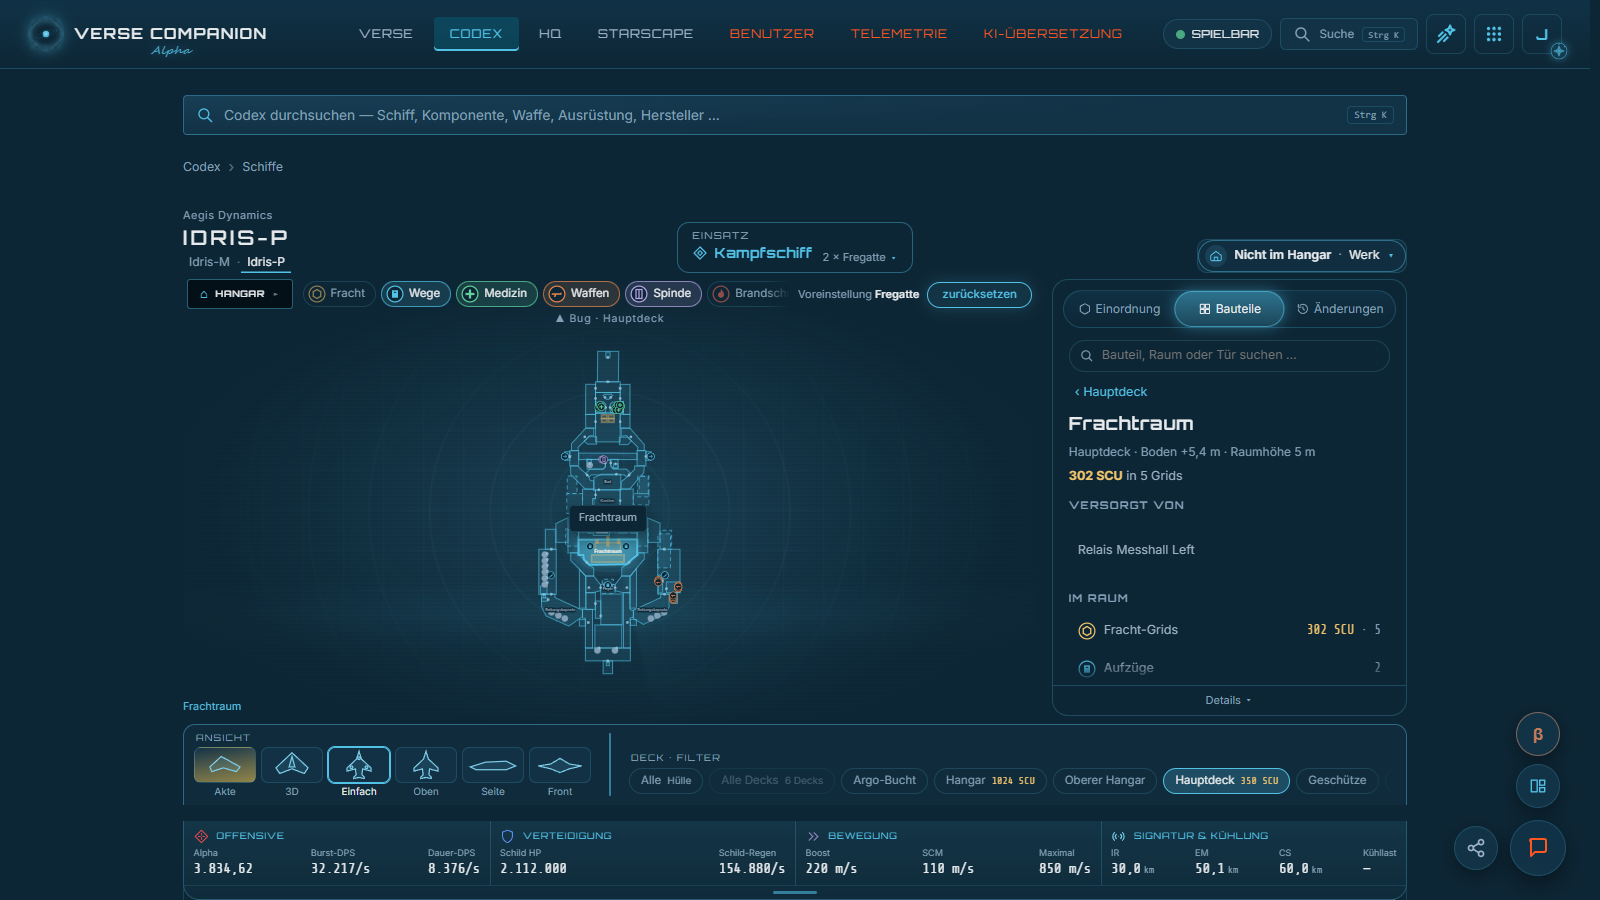 VERSE COMPANION
Alpha
VERSE
CODEX
HQ
STARSCAPE
BENUTZER
TELEMETRIE
KI-ÜBERSETZUNG
SPIELBAR
Suche Strg K
Codex durchsuchen — Schiff, Komponente, Waffe, Ausrüstung, Hersteller ...
Strg K
Codex › Schiffe
Aegis Dynamics
IDRIS-P
Idris-M · Idris-P
EINSATZ
Kampfschiff 2 × Fregatte
Nicht im Hangar · Werk
HANGAR
Fracht
Wege
Medizin
Waffen
Spinde
Brandsch
Voreinstellung Fregatte
zurücksetzen
▲ Bug · Hauptdeck
Frachtraum
Frachtraum
Frachtraum
Einordnung
Bauteile
Änderungen
Bauteil, Raum oder Tür suchen ...
‹ Hauptdeck
Frachtraum
Hauptdeck · Boden +5,4 m · Raumhöhe 5 m
302 SCU in 5 Grids
VERSORGT VON
Relais Messhall Left
IM RAUM
Fracht-Grids 302 SCU · 5
Aufzüge 2
Details
ANSICHT
Akte
3D
Einfach
Oben
Seite
Front
DECK · FILTER
Alle Hülle
Alle Decks 6 Decks
Argo-Bucht
Hangar 1024 SCU
Oberer Hangar
Hauptdeck 350 SCU
Geschütze
OFFENSIVE
Alpha Burst-DPS Dauer-DPS
3.834,62 32.217/s 8.376/s
VERTEIDIGUNG
Schild HP Schild-Regen
2.112.000 154.880/s
BEWEGUNG
Boost SCM Maximal
220 m/s 110 m/s 850 m/s
SIGNATUR & KÜHLUNG
IR EM CS Kühllast
30,0 km 50,1 km 60,0 km —
β